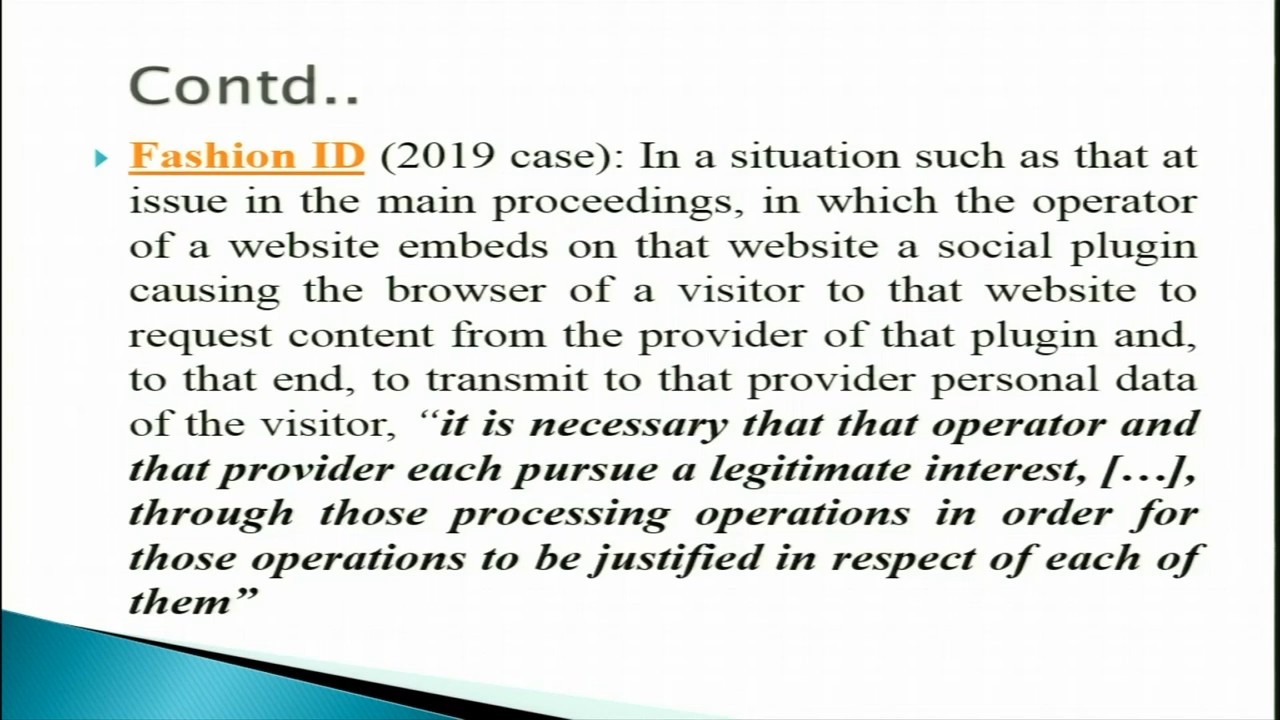 Contd..
Fashion ID (2019 case): In a situation such as that at
issue in the main proceedings, in which the operator
of a website embeds on that website a social plugin
causing the browser of a visitor to that website to
request content from the provider of that plugin and,
to that end, to transmit to that provider personal data
of the visitor, “it is necessary that that operator and
that provider each pursue a legitimate interest, […],
through those processing operations in order for
those operations to be justified in respect of each of
them”